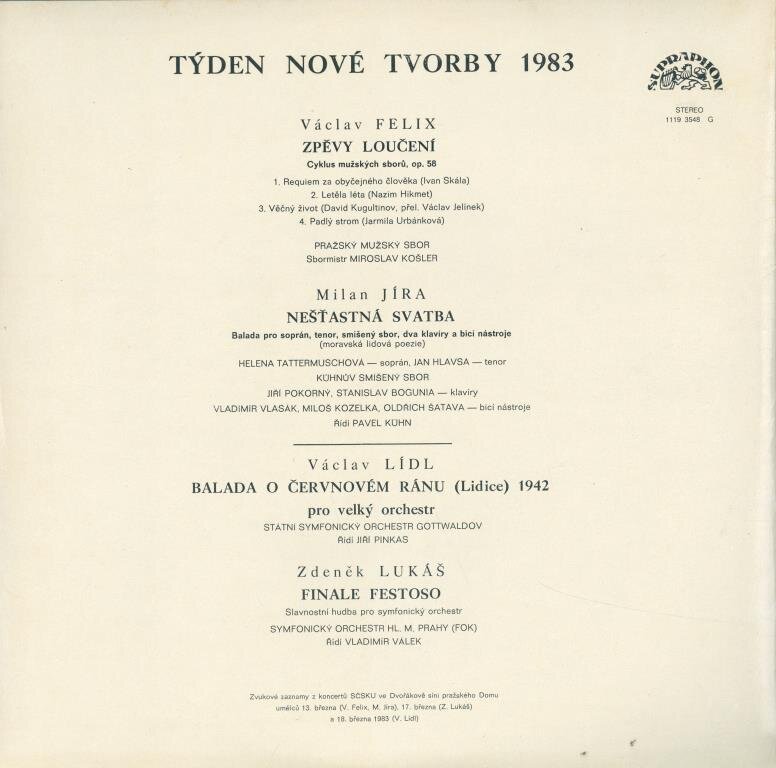 TÝDEN NOVÉ TVORBY 1983
SUPRAPHON
STEREO
1119 3548 G
Václav FELIX
ZPĚVY LOUČENÍ
Cyklus mužských sborů, op. 58
1. Requiem za obyčejného člověka (Ivan Skála)
2. Letěla léta (Nazim Hikmet)
3. Věčný život (David Kugultinov, přel. Václav Jelínek)
4. Padlý strom (Jarmila Urbánková)
PRAŽSKÝ MUŽSKÝ SBOR
Sbormistr MIROSLAV KOŠLER
Milan JÍRA
NEŠŤASTNÁ SVATBA
Balada pro soprán, tenor, smíšený sbor, dva klavíry a bicí nástroje
(moravská lidová poezie)
HELENA TATTERMUSCHOVÁ — soprán, JAN HLAVSA — tenor
KÜHNŮV SMÍŠENÝ SBOR
JIŘÍ POKORNÝ, STANISLAV BOGUNIA — klavíry
VLADIMÍR VLASÁK, MILOŠ KOZELKA, OLDŘICH ŠATAVA — bicí nástroje
Řídí PAVEL KÜHN
Václav LÍDL
BALADA O ČERVNOVÉM RÁNU (Lidice) 1942
pro velký orchestr
STÁTNÍ SYMFONICKÝ ORCHESTR GOTTWALDOV
Řídí JIŘÍ PINKAS
Zdeněk LUKÁŠ
FINALE FESTOSO
Slavnostní hudba pro symfonický orchestr
SYMFONICKÝ ORCHESTR HL. M. PRAHY (FOK)
Řídí VLADIMÍR VÁLEK
Zvukové záznamy z koncertů SČSKU ve Dvořákově síni pražského Domu
umělců 13. března (V. Felix, M. Jíra), 17. března (Z. Lukáš)
a 18. března 1983 (V. Lídl)